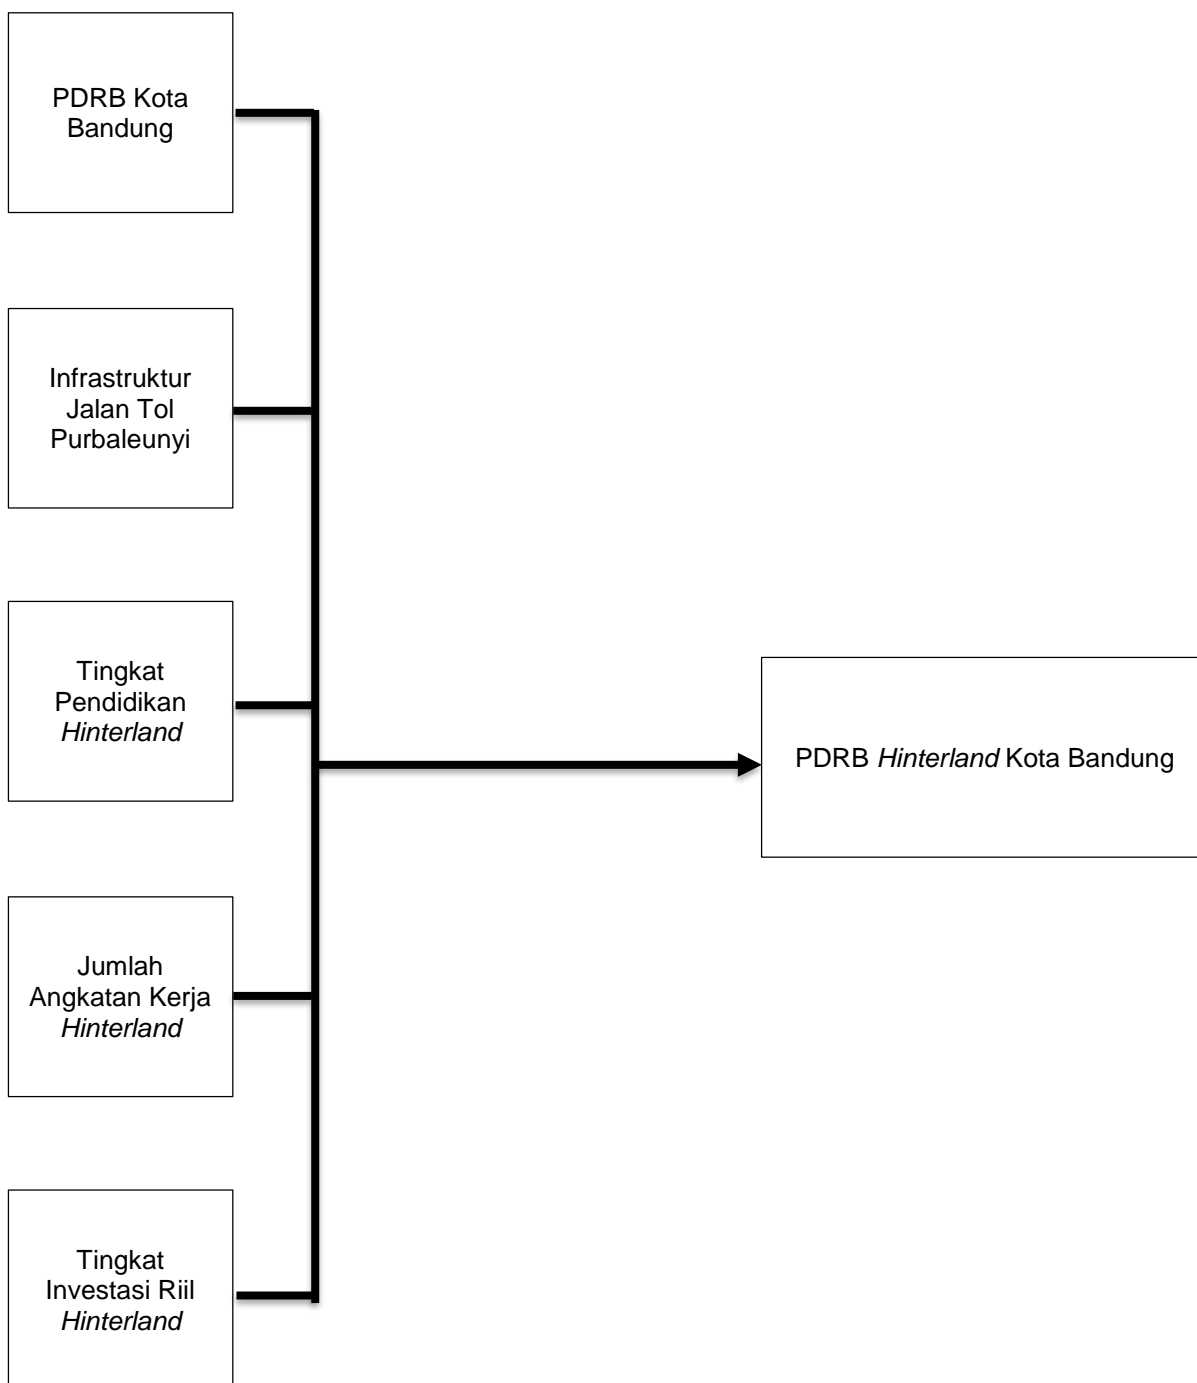 PDRB Kota
Bandung
Infrastruktur
Jalan Tol
Purbaleunyi
Tingkat
Pendidikan
Hinterland
PDRB Hinterland Kota Bandung
Jumlah
Angkatan Kerja
Hinterland
Tingkat
Investasi Riil
Hinterland